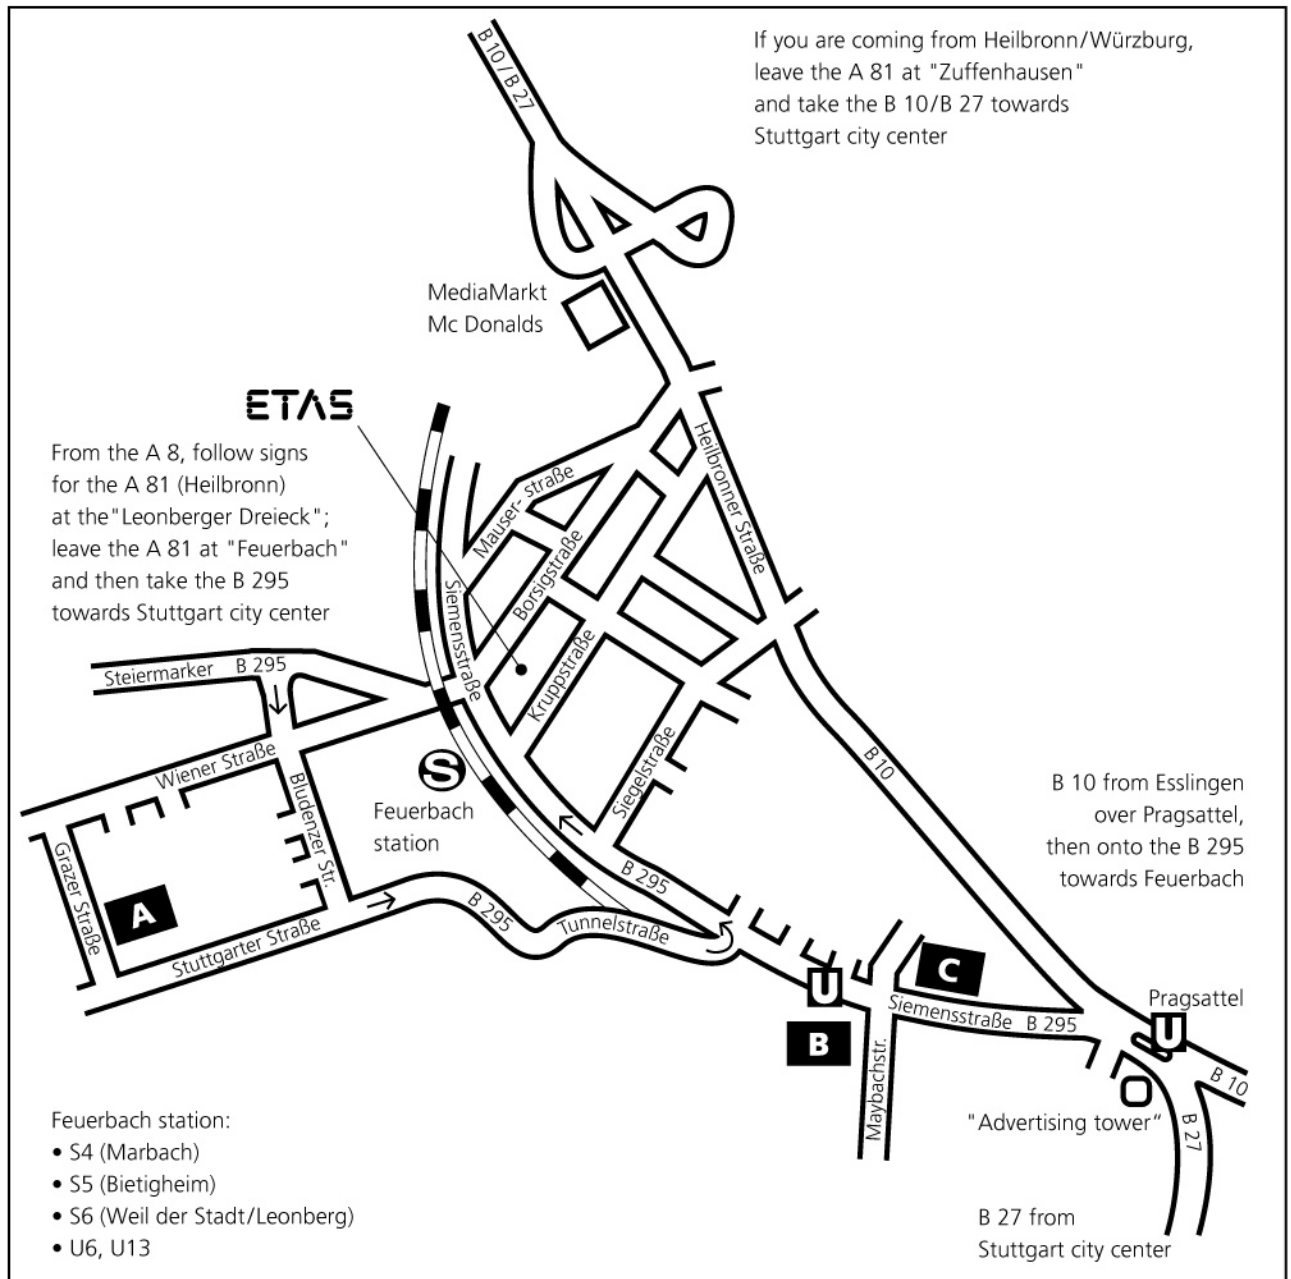 B 10 / B 27
If you are coming from Heilbronn/Würzburg,
leave the A 81 at "Zuffenhausen"
and take the B 10/B 27 towards
Stuttgart city center
MediaMarkt
Mc Donalds
ETAS
From the A 8, follow signs
for the A 81 (Heilbronn)
at the"Leonberger Dreieck";
leave the A 81 at "Feuerbach"
and then take the B 295
towards Stuttgart city center
Heilbronner Straße
Mauser- straße
Borsigstraße
Siemensstraße
Kruppstraße
Steiermarker B 295
Wiener Straße
Bludenzer Str.
S
Feuerbach
station
Siegelstraße
B 10
B 10 from Esslingen
over Pragsattel,
then onto the B 295
towards Feuerbach
Grazer Straße
A
Stuttgarter Straße
B 295
Tunnelstraße
B 295
C
U
B
Siemensstraße B 295
Maybachstr.
Pragsattel
U
B 10
"Advertising tower“
B 27
Feuerbach station:
• S4 (Marbach)
• S5 (Bietigheim)
• S6 (Weil der Stadt/Leonberg)
• U6, U13
B 27 from
Stuttgart city center